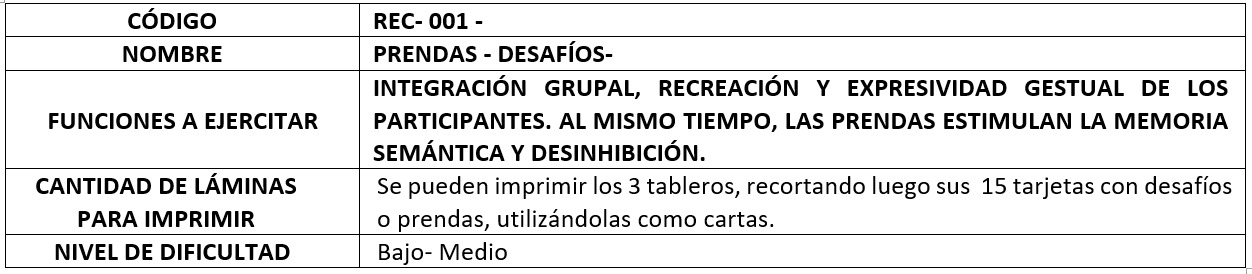 CÓDIGO REC- 001 -
NOMBRE PRENDAS - DESAFÍOS-
FUNCIONES A EJERCITAR
INTEGRACIÓN GRUPAL, RECREACIÓN Y EXPRESIVIDAD GESTUAL DE LOS
PARTICIPANTES. AL MISMO TIEMPO, LAS PRENDAS ESTIMULAN LA MEMORIA
SEMÁNTICA Y DESINHIBICIÓN.
CANTIDAD DE LÁMINAS
PARA IMPRIMIR
Se pueden imprimir los 3 tableros, recortando luego sus 15 tarjetas con desafíos
o prendas, utilizándolas como cartas.
NIVEL DE DIFICULTAD Bajo- Medio